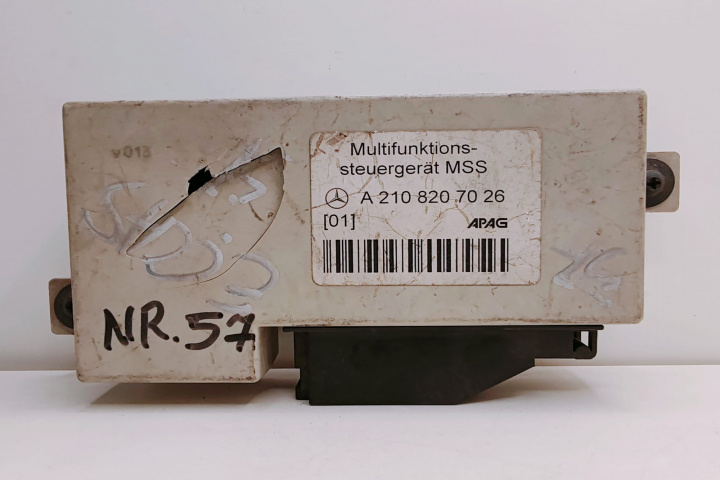 v013
Multifunktions-
steuergerät MSS
A 210 820 70 26
[01] APAG
NR.57